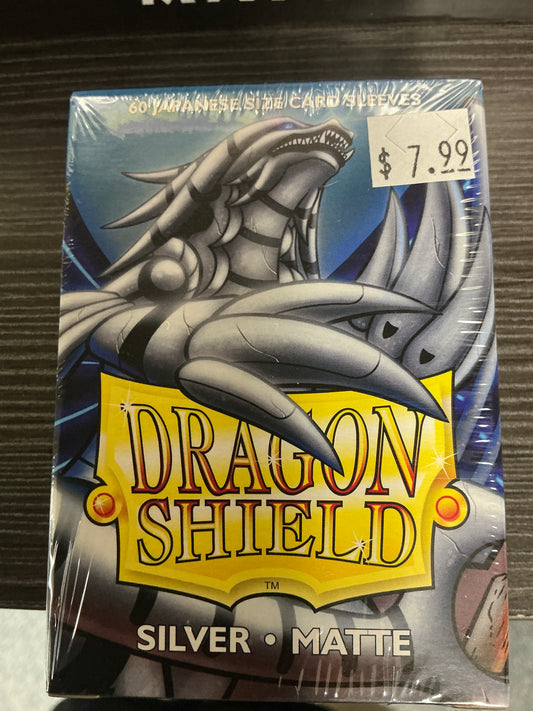 60 JAPANESE SIZE CARD SLEEVES
$ 7.99
DRAGON
SHIELD
TM
SILVER • MATTE